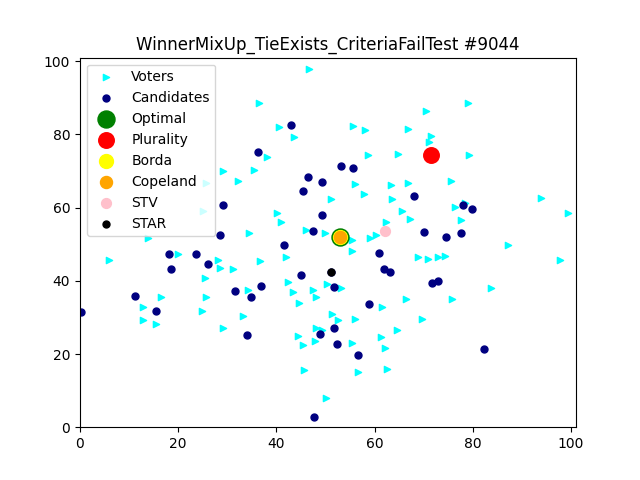 WinnerMixUp_TieExists_CriteriaFailTest #9044
100
80
60
40
20
0
Voters
Candidates
Optimal
Plurality
Borda
Copeland
STV
STAR
0 20 40 60 80 100